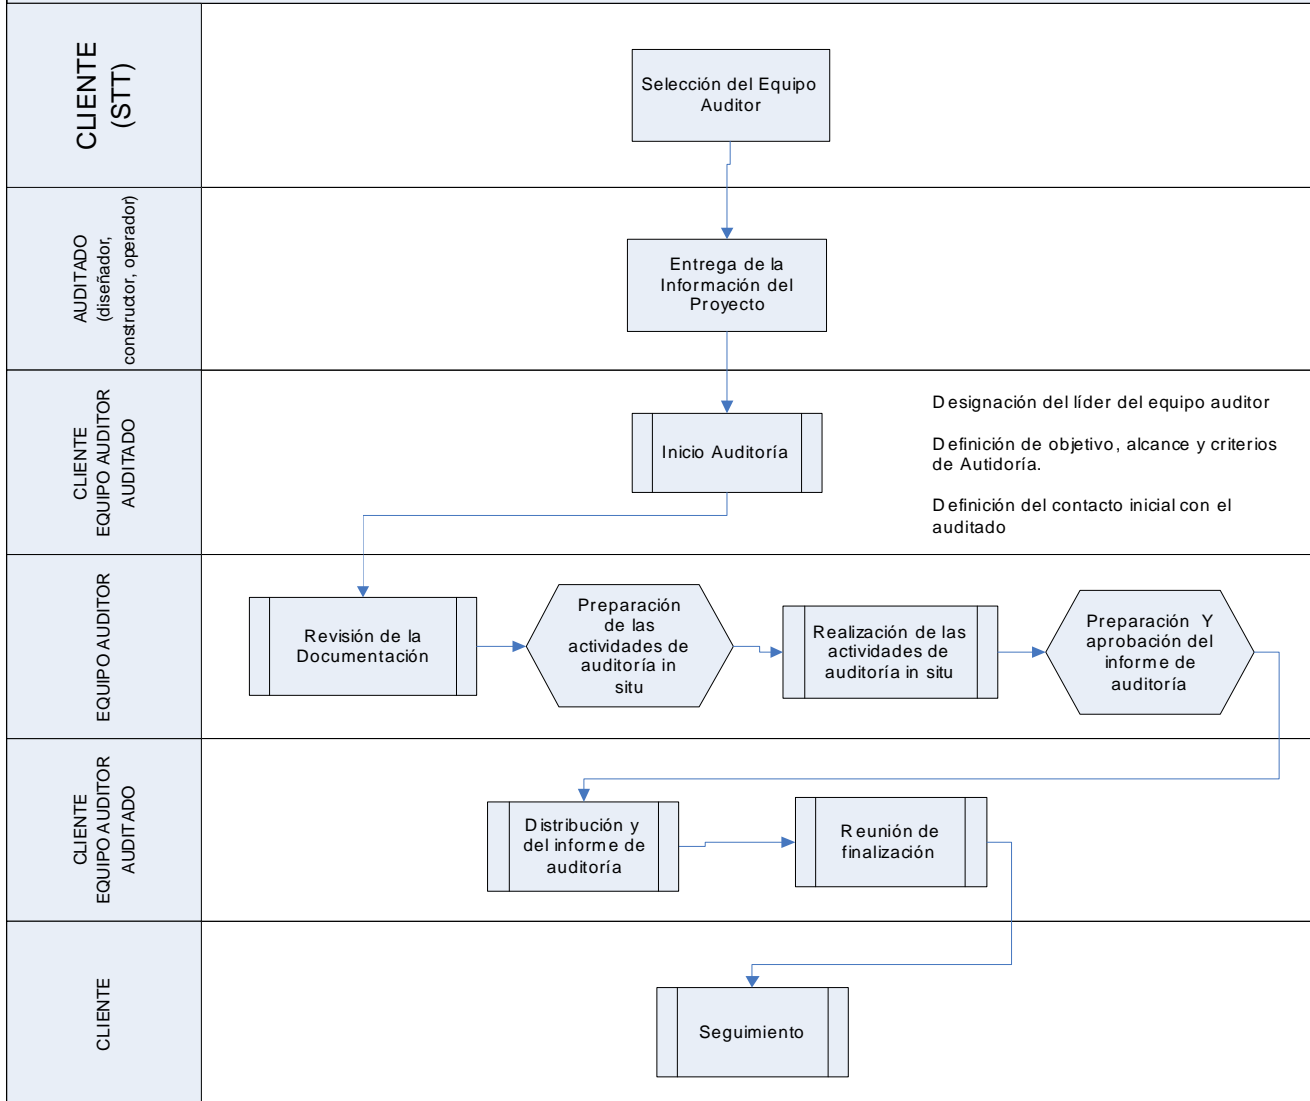 CLIENTE
(STT)
Selección del Equipo
Auditor
AUDITADO
(diseñador,
constructor, operador)
Entrega de la
Información del
Proyecto
CLIENTE
EQUIPO AUDITOR
AUDITADO
Inicio Auditoría
Designación del líder del equipo auditor
Definición de objetivo, alcance y criterios
de Autidoría.
Definición del contacto inicial con el
auditado
EQUIPO AUDITOR
Revisión de la
Documentación
Preparación
de las
actividades de
auditoría in
situ
Realización de las
actividades de
auditoría in situ
Preparación Y
aprobación del
informe de
auditoría
CLIENTE
EQUIPO AUDITOR
AUDITADO
Distribución y
del informe de
auditoría
Reunión de
finalización
CLIENTE
Seguimiento